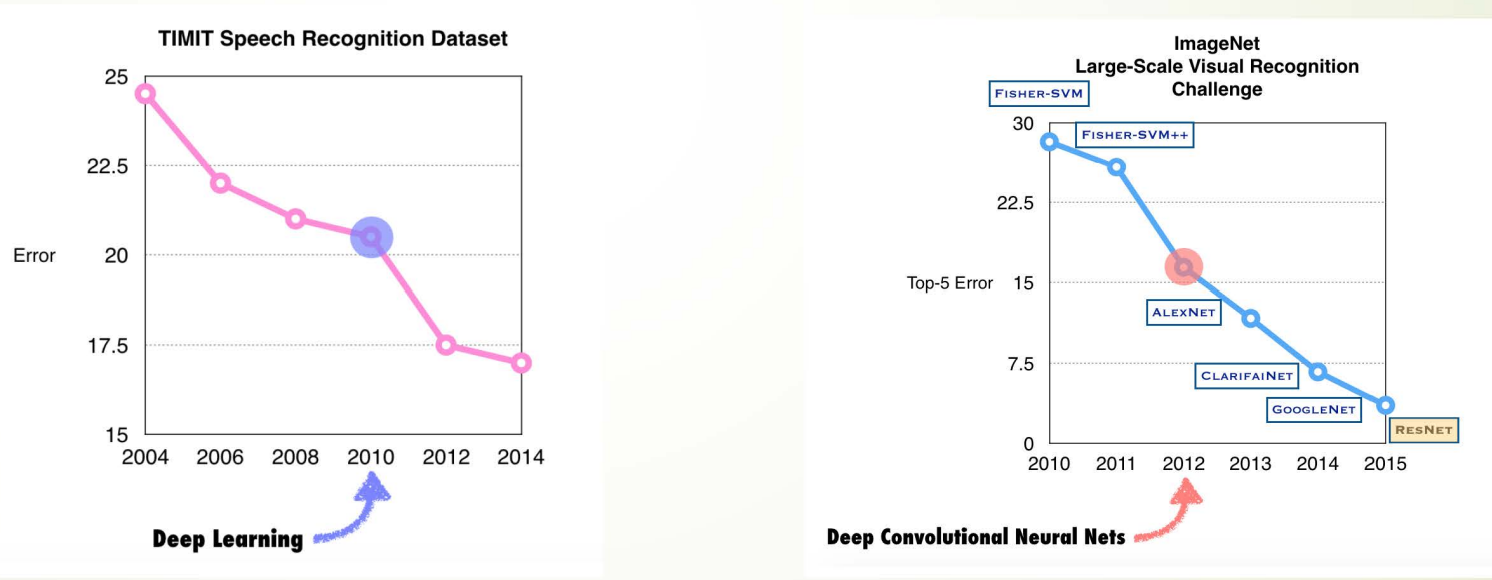 TIMIT Speech Recognition Dataset
25
22.5
Error
20
17.5
15
2004 2006 2008 2010 2012 2014
Deep Learning
ImageNet
Large-Scale Visual Recognition
Challenge
FISHER-SVM
30
FISHER-SVM++
22.5
Top-5 Error
15
ALEXNET
7.5
CLARIFAINET
GOOGLENET
RESNET
0
2010 2011 2012 2013 2014 2015
Deep Convolutional Neural Nets